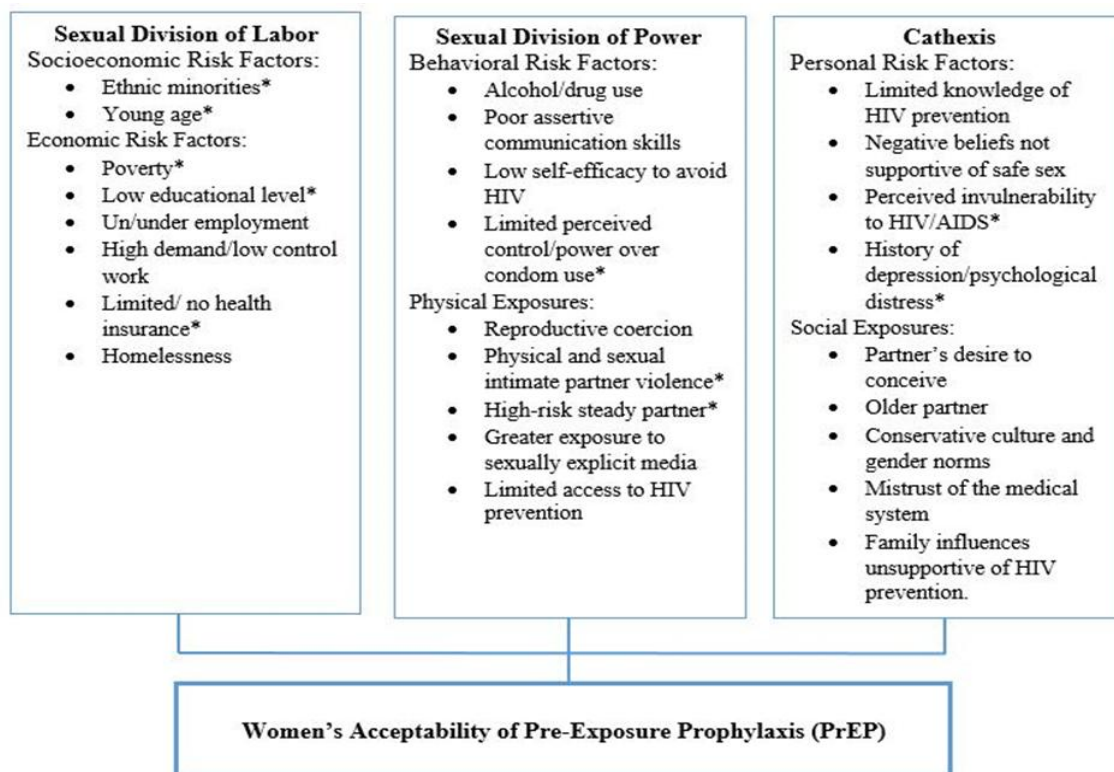 Sexual Division of Labor
Socioeconomic Risk Factors:
• Ethnic minorities*
• Young age*
Economic Risk Factors:
• Poverty*
• Low educational level*
• Un/under employment
• High demand/low control
work
• Limited/ no health
insurance*
• Homelessness
Sexual Division of Power
Behavioral Risk Factors:
• Alcohol/drug use
• Poor assertive
communication skills
• Low self-efficacy to avoid
HIV
• Limited perceived
control/power over
condom use*
Physical Exposures:
• Reproductive coercion
• Physical and sexual
intimate partner violence*
• High-risk steady partner*
• Greater exposure to
sexually explicit media
• Limited access to HIV
prevention
Cathexis
Personal Risk Factors:
• Limited knowledge of
HIV prevention
• Negative beliefs not
supportive of safe sex
• Perceived invulnerability
to HIV/AIDS*
• History of
depression/psychological
distress*
Social Exposures:
• Partner’s desire to
conceive
• Older partner
• Conservative culture and
gender norms
• Mistrust of the medical
system
• Family influences
unsupportive of HIV
prevention.
Women’s Acceptability of Pre-Exposure Prophylaxis (PrEP)